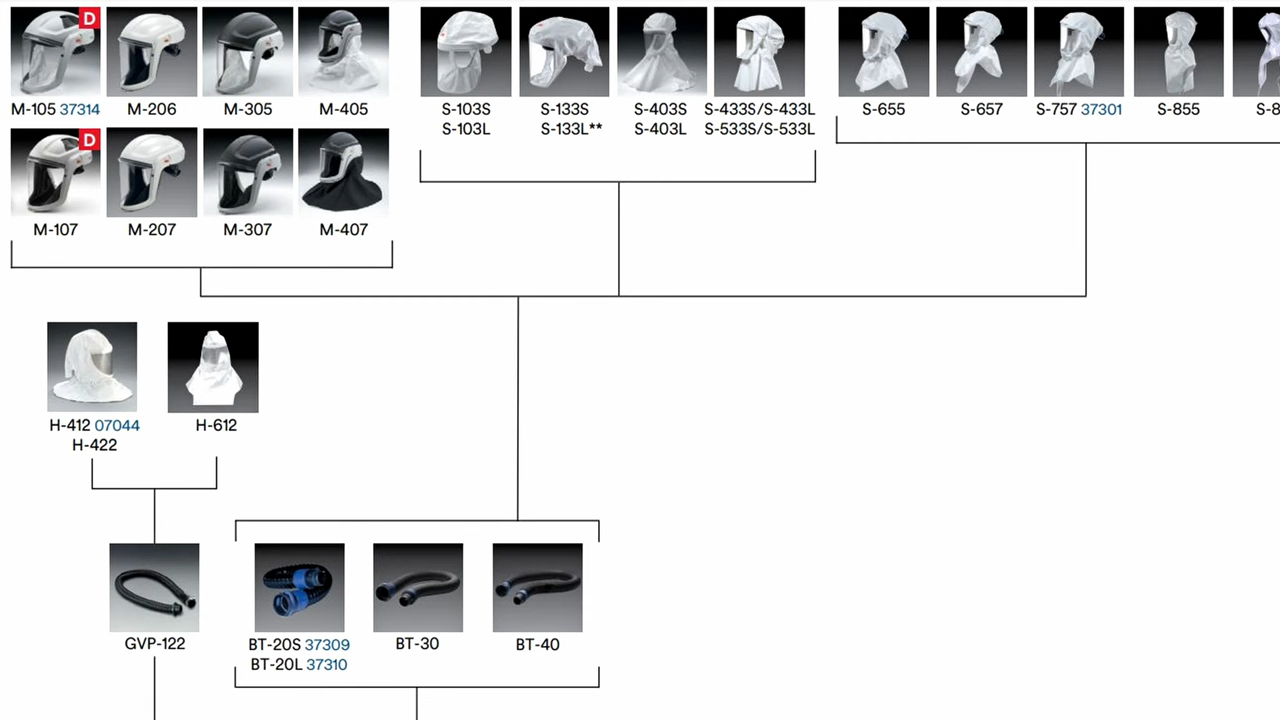 D
M-105 37314
M-206
M-305
M-405
S-103S
S-103L
S-133S
S-133L**
S-403S
S-403L
S-433S/S-433L
S-533S/S-533L
S-655
S-657
S-757 37301
S-855
D
M-107
M-207
M-307
M-407
H-412 07044
H-422
H-612
GVP-122
BT-20S 37309
BT-20L 37310
BT-30
BT-40